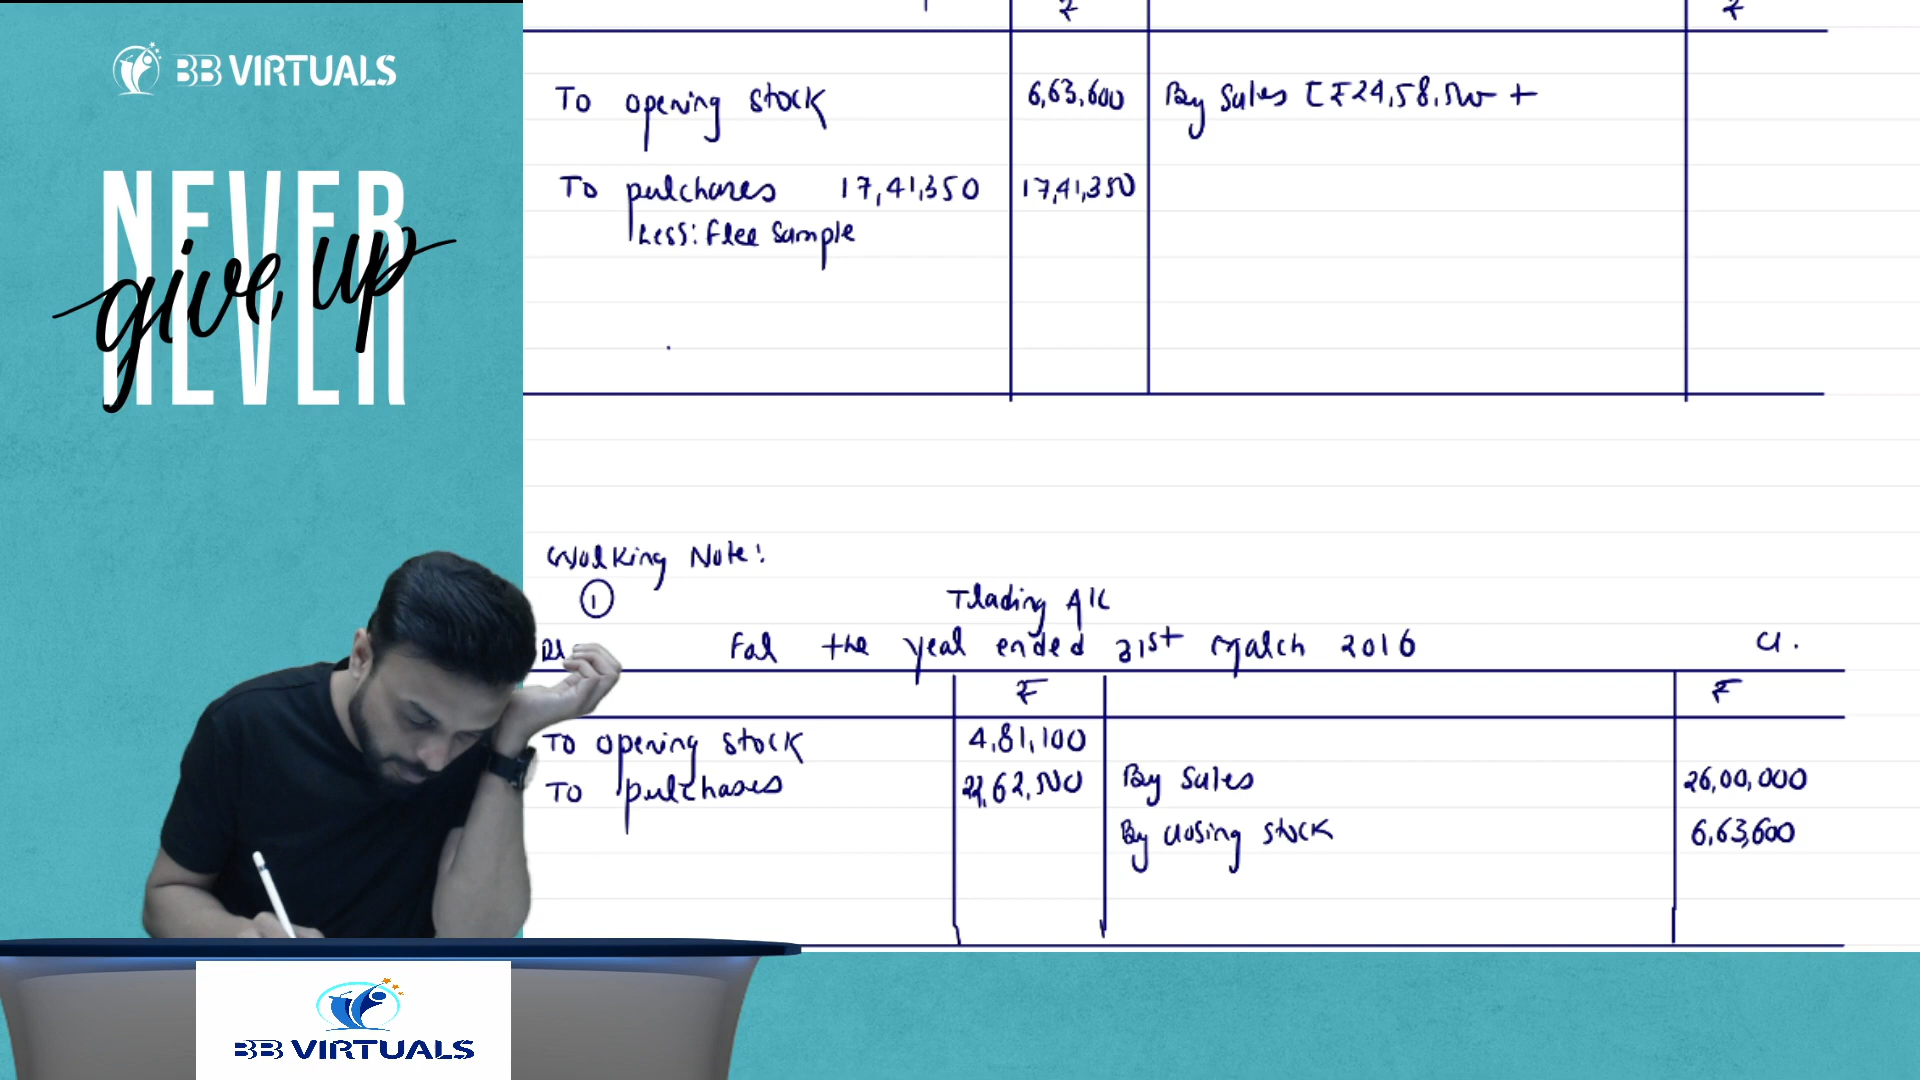 BB VIRTUALS
NEVER
give up
NEVER
₹ ₹
To opening stock 6,63,600 By Sales [₹24,58,500 +
To purchases 17,41,350 17,41,350
Less: Free Sample
Working Note:
1
Trading A/c
Dr For the year ended 31st March 2016 Cr.
₹ ₹
To opening stock 4,81,100
To purchases 22,62,500 By Sales 26,00,000
By closing stock 6,63,600
BB VIRTUALS